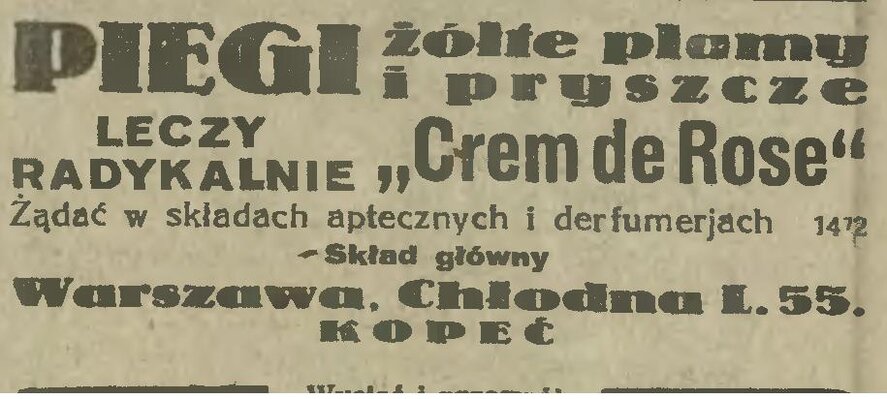 PIEGI żółte plamy
i pryszcze
LECZY
RADYKALNIE „Crem de Rose“
Żądać w składach aptecznych i derfumerjach 1472
Skład główny
Warszawa, Chłodna L. 55.
KOPEĆ